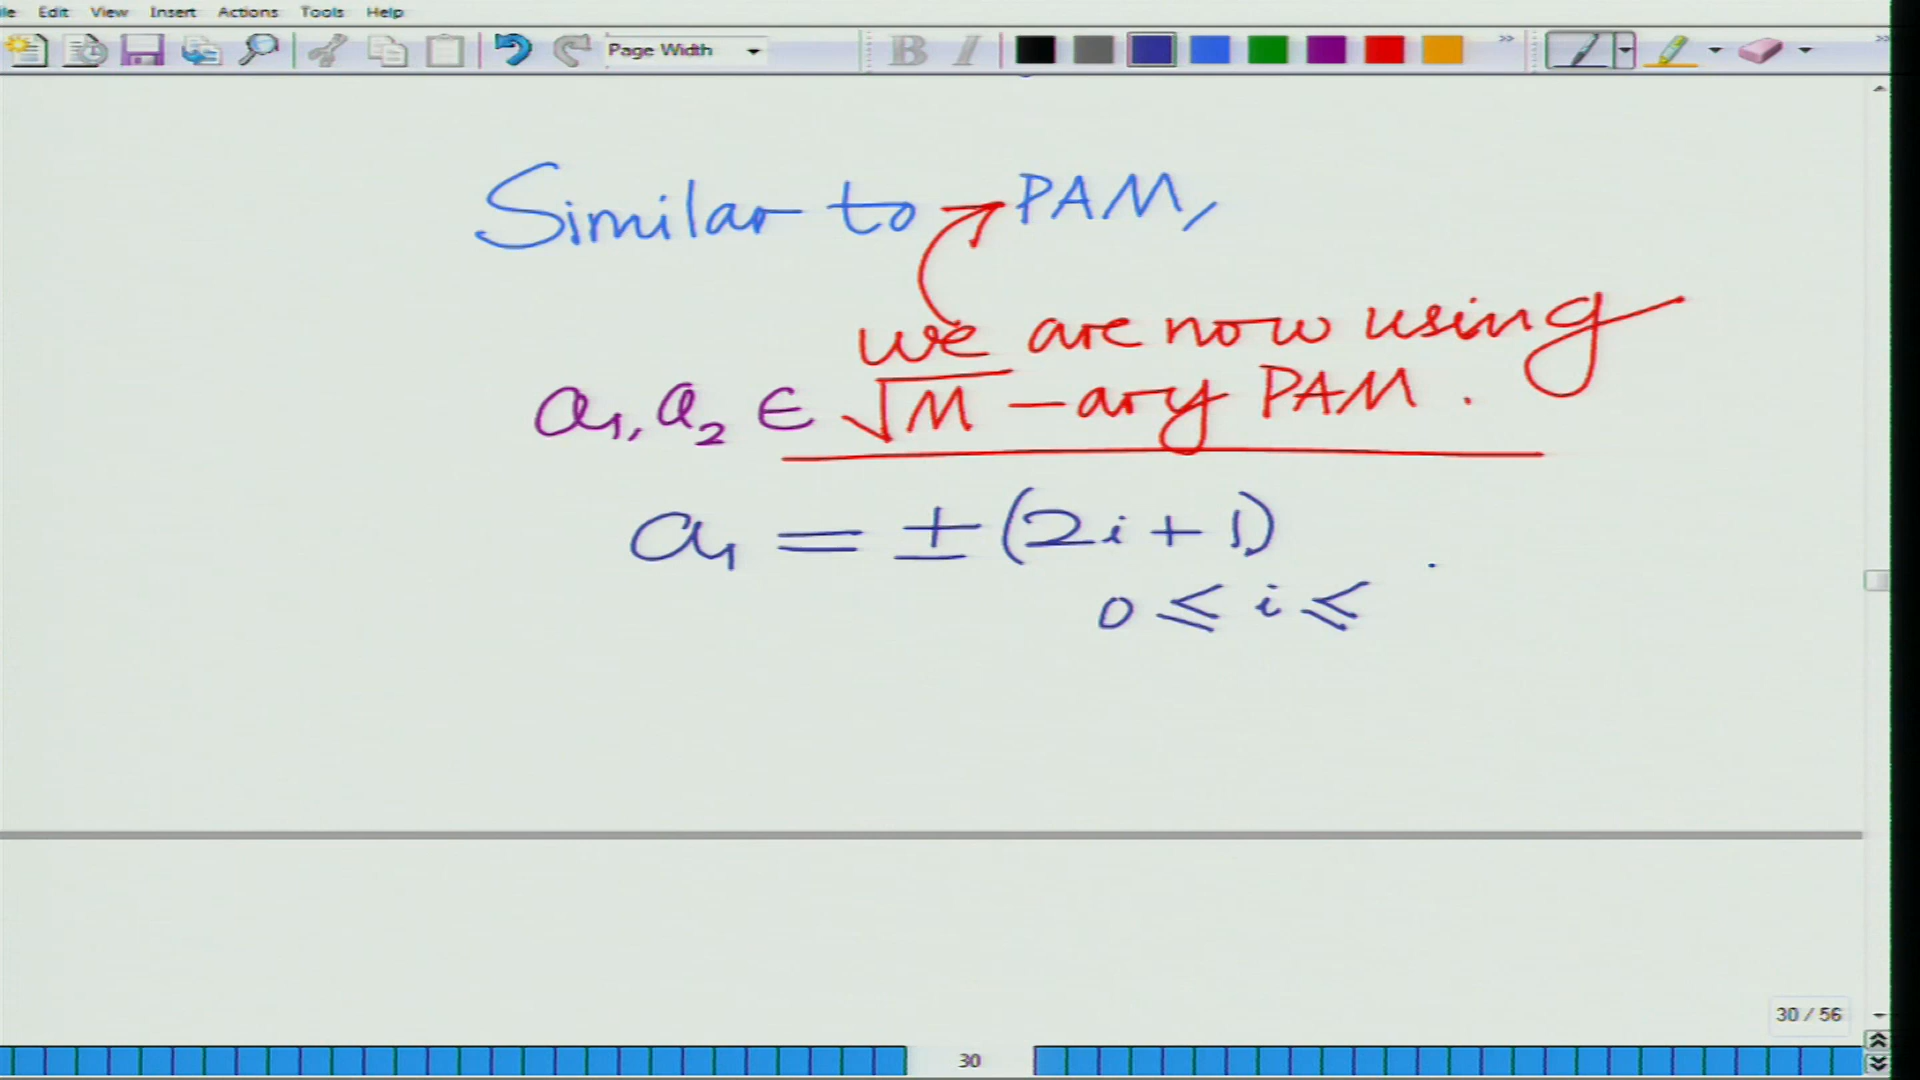 ile Edit View Insert Actions Tools Help
Page Width B I
Similar to PAM,
we are now using
a₁, a₂ ∈ √M -ary PAM.
a₁ = ± (2i + 1)
0 ≤ i ≤
30 / 56
30